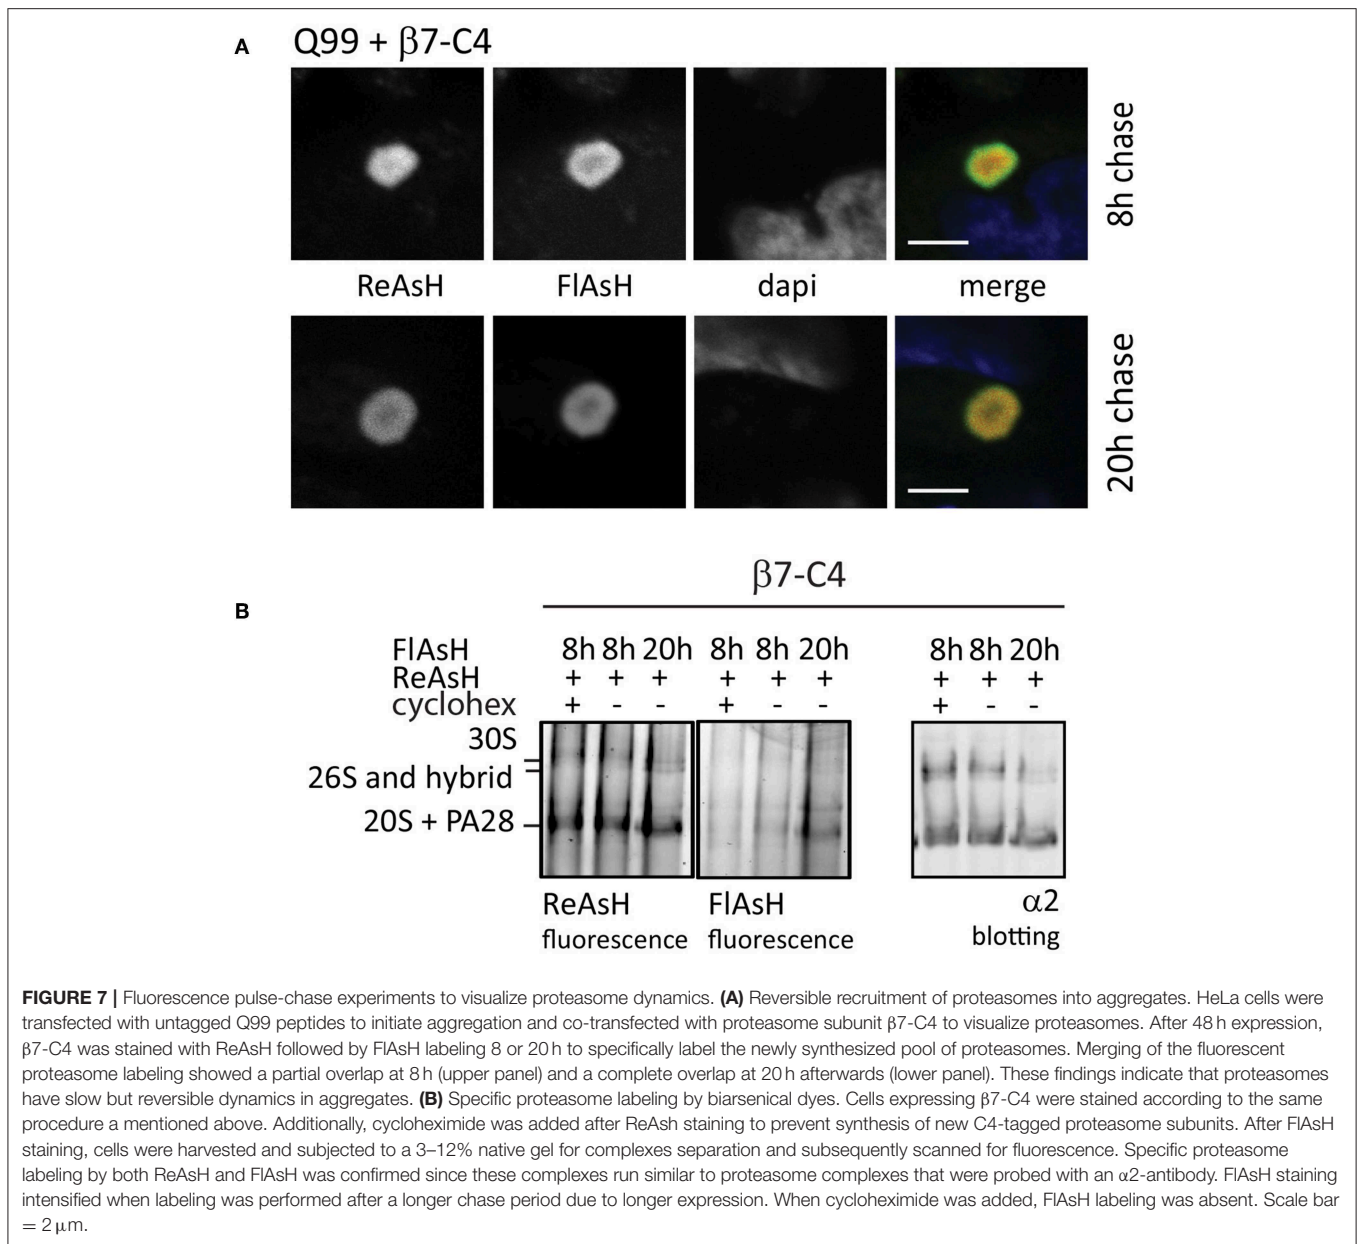 A
Q99 + β7-C4
8h chase
ReAsH FlAsH dapi merge
20h chase
β7-C4
B
FlAsH 8h 8h 20h 8h 8h 20h 8h 8h 20h
ReAsH + + + + + + + + +
cyclohex + - - + - - + - -
30S
26S and hybrid
20S + PA28
ReAsH FlAsH α2
fluorescence fluorescence blotting
FIGURE 7 | Fluorescence pulse-chase experiments to visualize proteasome dynamics. (A) Reversible recruitment of proteasomes into aggregates. HeLa cells were
transfected with untagged Q99 peptides to initiate aggregation and co-transfected with proteasome subunit β7-C4 to visualize proteasomes. After 48 h expression,
β7-C4 was stained with ReAsH followed by FlAsH labeling 8 or 20 h to specifically label the newly synthesized pool of proteasomes. Merging of the fluorescent
proteasome labeling showed a partial overlap at 8 h (upper panel) and a complete overlap at 20 h afterwards (lower panel). These findings indicate that proteasomes
have slow but reversible dynamics in aggregates. (B) Specific proteasome labeling by biarsenical dyes. Cells expressing β7-C4 were stained according to the same
procedure a mentioned above. Additionally, cycloheximide was added after ReAsh staining to prevent synthesis of new C4-tagged proteasome subunits. After FlAsH
staining, cells were harvested and subjected to a 3–12% native gel for complexes separation and subsequently scanned for fluorescence. Specific proteasome
labeling by both ReAsH and FlAsH was confirmed since these complexes run similar to proteasome complexes that were probed with an α2-antibody. FlAsH staining
intensified when labeling was performed after a longer chase period due to longer expression. When cycloheximide was added, FlAsH labeling was absent. Scale bar
= 2 μm.